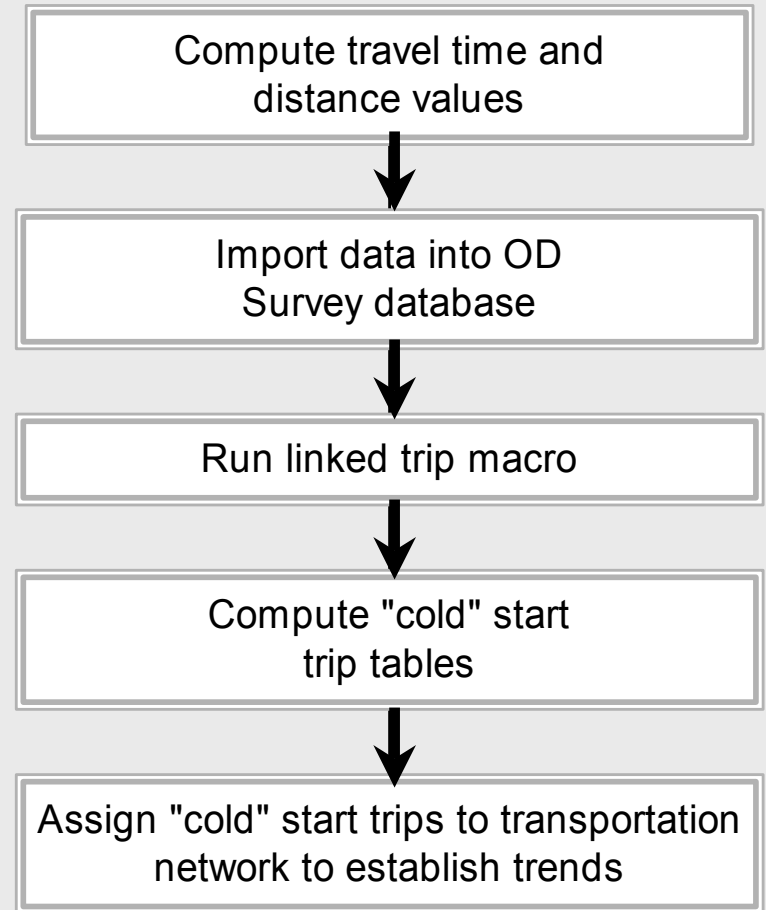 Compute travel time and
distance values
Import data into OD
Survey database
Run linked trip macro
Compute "cold" start
trip tables
Assign "cold" start trips to transportation
network to establish trends